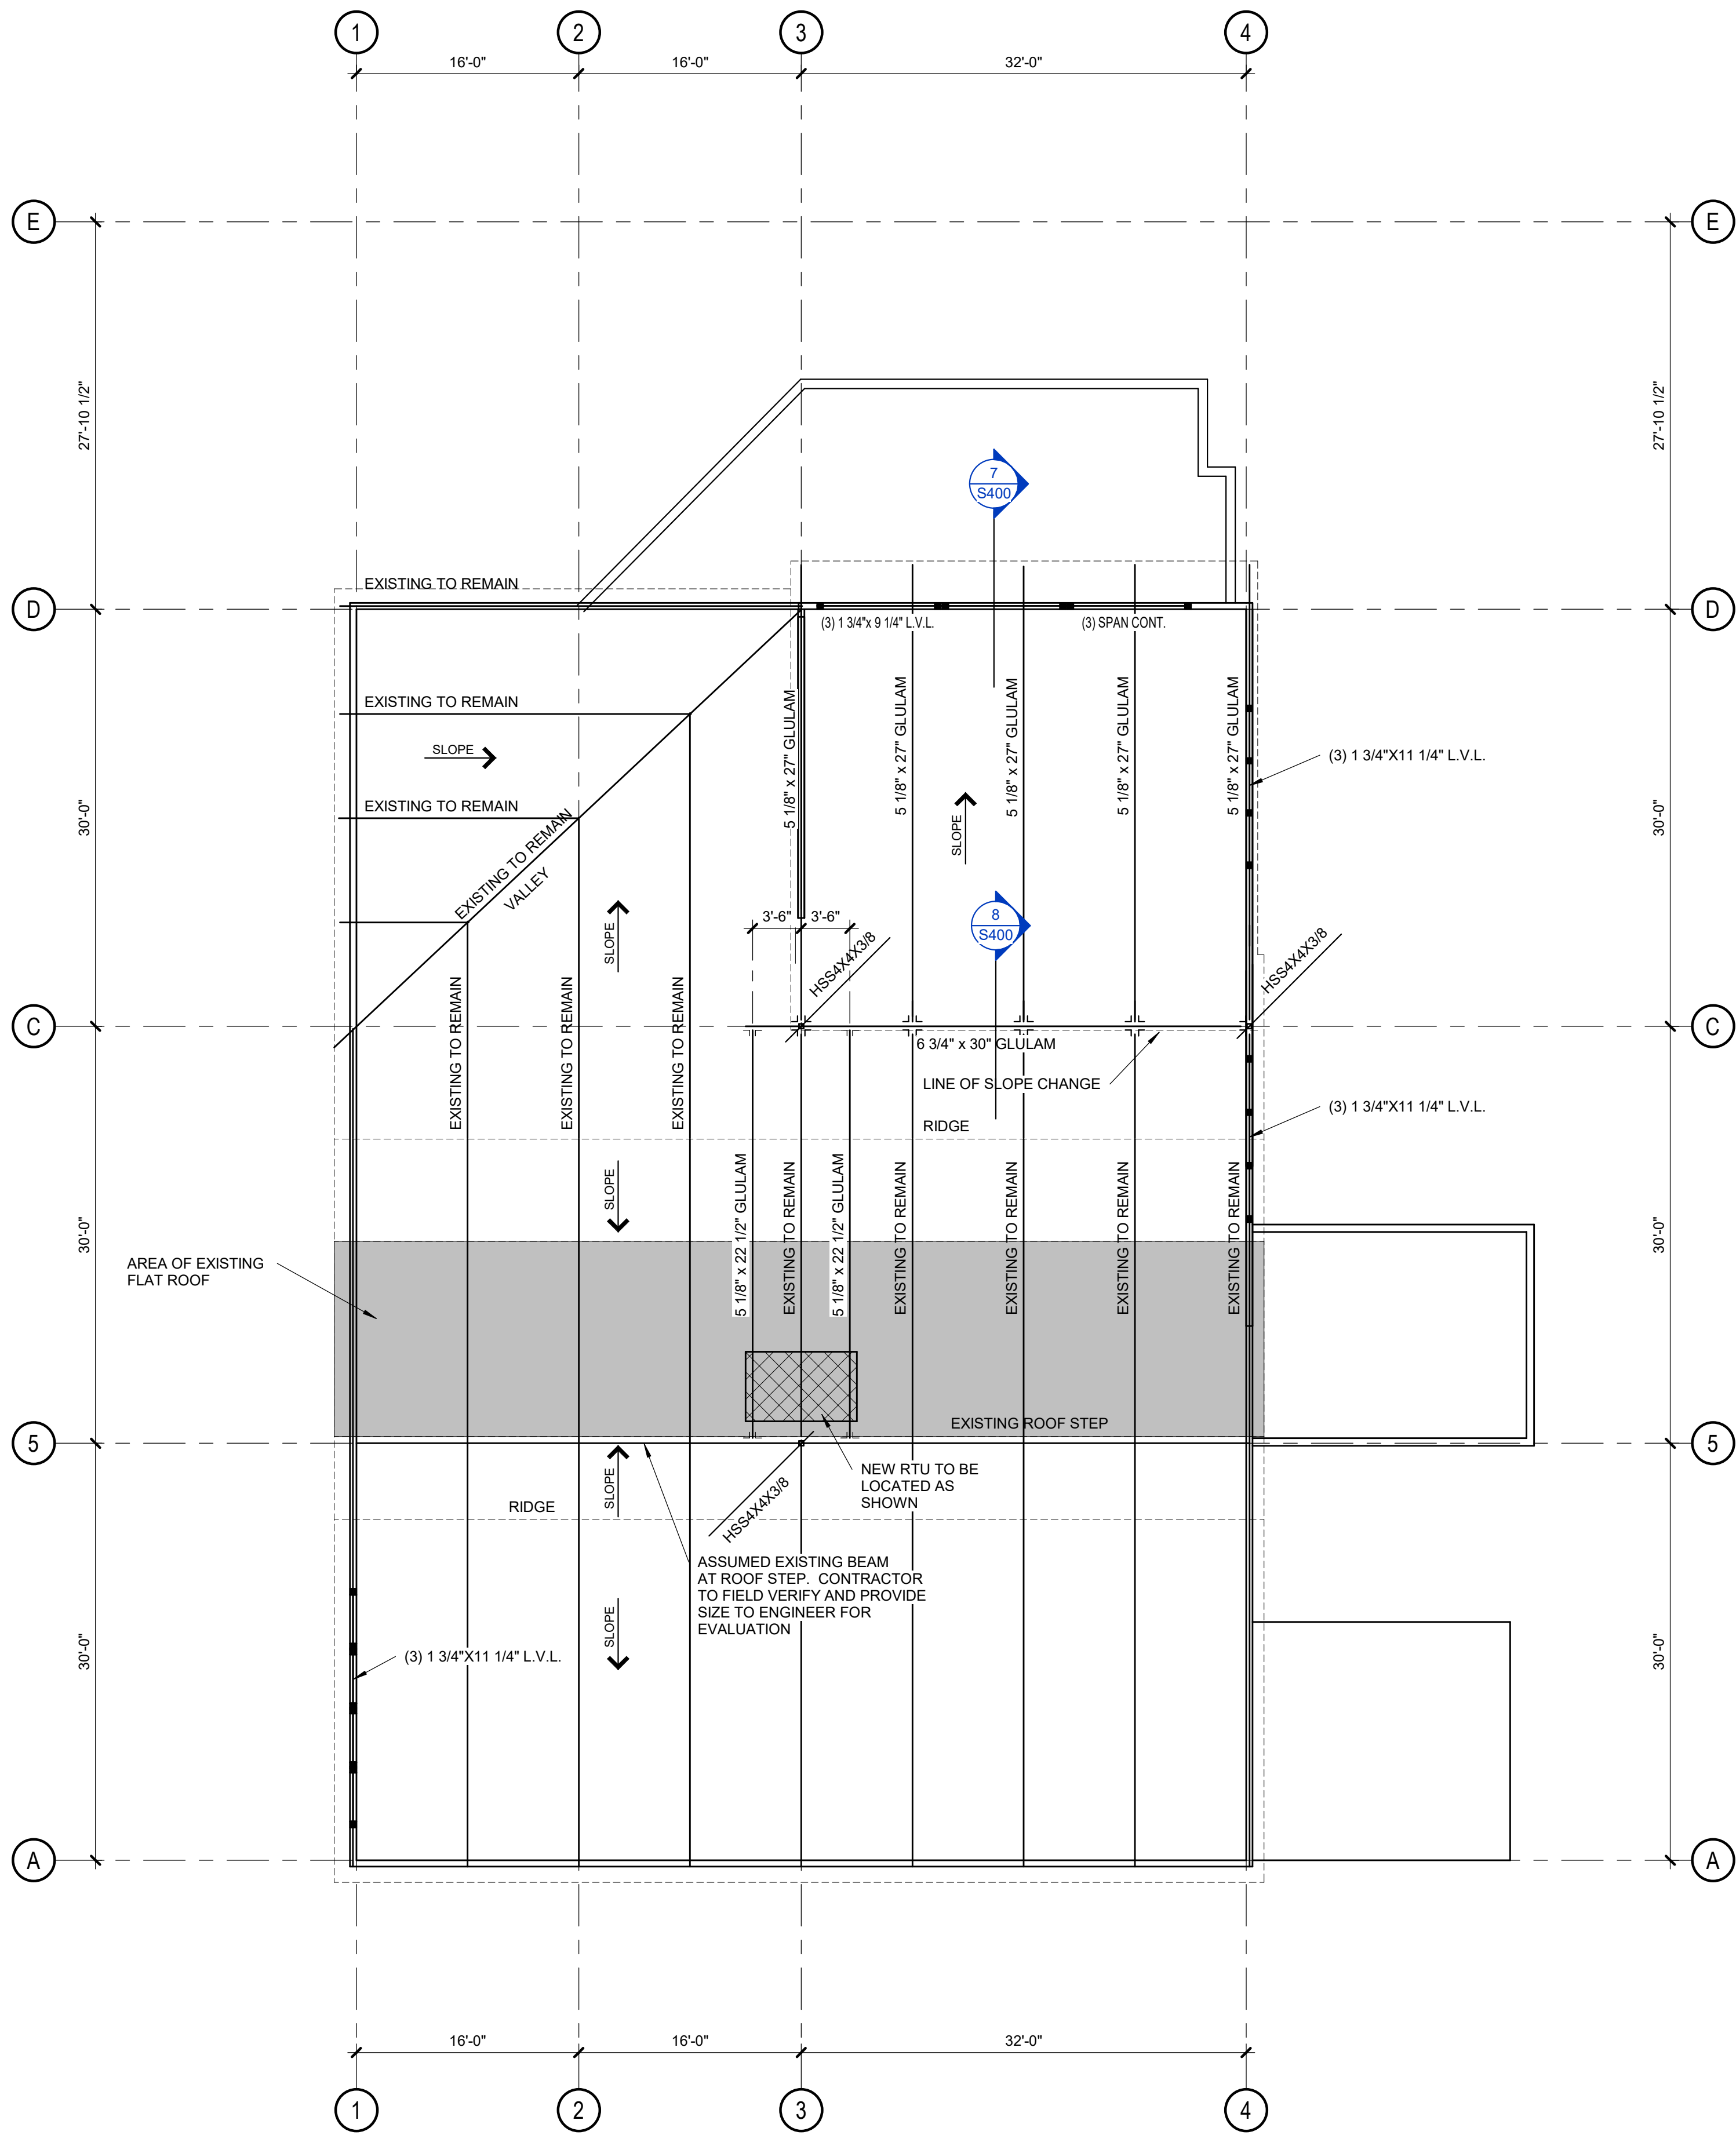 1 2 3 4
16'-0" 16'-0" 32'-0"
E E
27'-10 1/2" 27'-10 1/2"
7
S400
EXISTING TO REMAIN
D D
(3) 1 3/4"x 9 1/4" L.V.L. (3) SPAN CONT.
EXISTING TO REMAIN
5 1/8" x 27" GLULAM
5 1/8" x 27" GLULAM
5 1/8" x 27" GLULAM
5 1/8" x 27" GLULAM
5 1/8" x 27" GLULAM
SLOPE
(3) 1 3/4"X11 1/4" L.V.L.
EXISTING TO REMAIN
30'-0" 30'-0"
SLOPE
EXISTING TO REMAIN
VALLEY
SLOPE
3'-6" 3'-6"
8
S400
HSS4X4X3/8
HSS4X4X3/8
C C
EXISTING TO REMAIN
EXISTING TO REMAIN
EXISTING TO REMAIN
6 3/4" x 30" GLULAM
LINE OF SLOPE CHANGE
(3) 1 3/4"X11 1/4" L.V.L.
RIDGE
SLOPE
5 1/8" x 22 1/2" GLULAM
EXISTING TO REMAIN
5 1/8" x 22 1/2" GLULAM
EXISTING TO REMAIN
EXISTING TO REMAIN
EXISTING TO REMAIN
EXISTING TO REMAIN
30'-0" 30'-0"
AREA OF EXISTING
FLAT ROOF
EXISTING ROOF STEP
5 5
SLOPE
NEW RTU TO BE
LOCATED AS
SHOWN
HSS4X4X3/8
RIDGE
ASSUMED EXISTING BEAM
AT ROOF STEP. CONTRACTOR
TO FIELD VERIFY AND PROVIDE
SIZE TO ENGINEER FOR
EVALUATION
SLOPE
30'-0" 30'-0"
(3) 1 3/4"X11 1/4" L.V.L.
A A
16'-0" 16'-0" 32'-0"
1 2 3 4